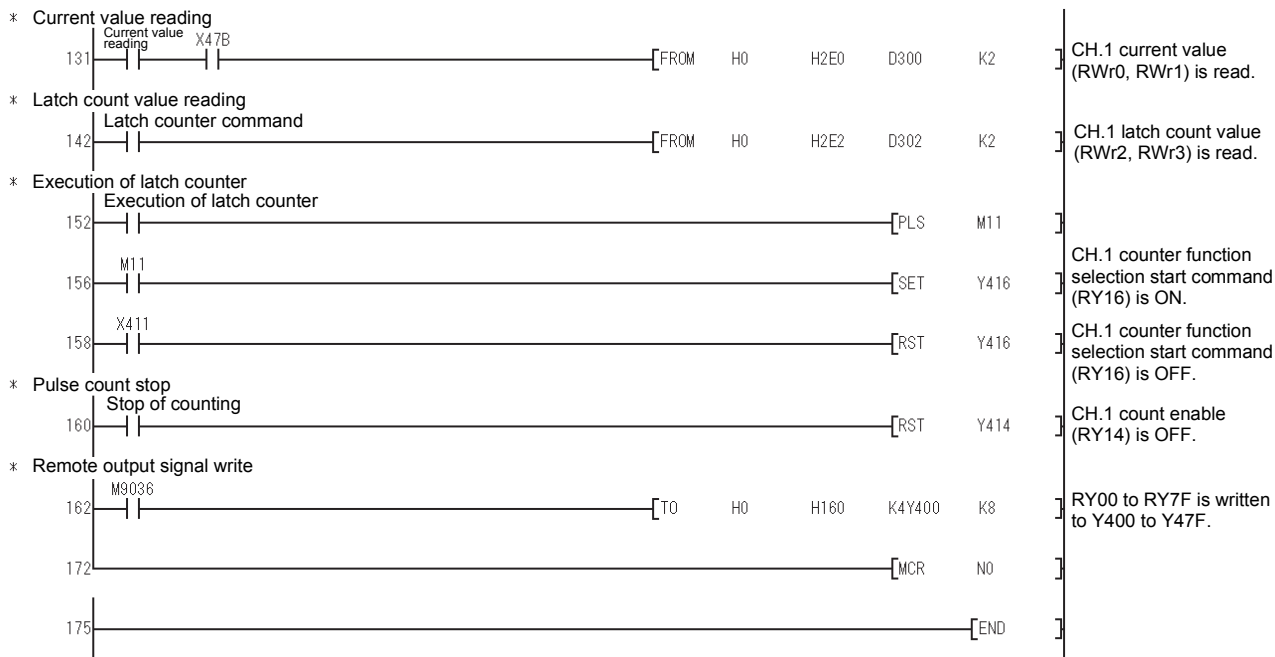 * Current value reading
Current value
reading X47B
131 FROM H0 H2E0 D300 K2
CH.1 current value
(RWr0, RWr1) is read.
* Latch count value reading
Latch counter command
142 FROM H0 H2E2 D302 K2
CH.1 latch count value
(RWr2, RWr3) is read.
* Execution of latch counter
Execution of latch counter
152 PLS M11
M11
156 SET Y416
CH.1 counter function
selection start command
(RY16) is ON.
X411
158 RST Y416
CH.1 counter function
selection start command
(RY16) is OFF.
* Pulse count stop
Stop of counting
160 RST Y414
CH.1 count enable
(RY14) is OFF.
* Remote output signal write
M9036
162 TO H0 H160 K4Y400 K8
RY00 to RY7F is written
to Y400 to Y47F.
172 MCR N0
175 END